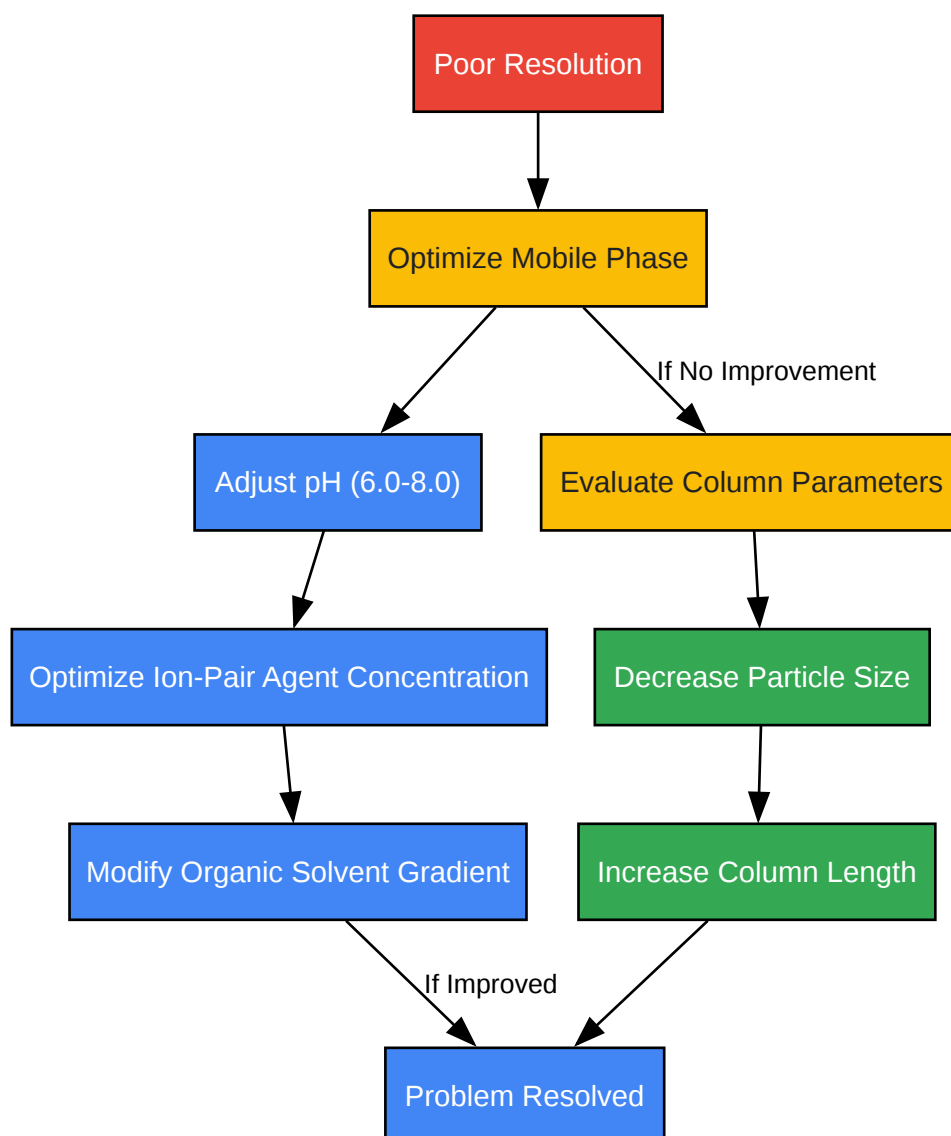 Poor Resolution
Optimize Mobile Phase
If No Improvement
Adjust pH (6.0-8.0)
Evaluate Column Parameters
Optimize Ion-Pair Agent Concentration
Decrease Particle Size
Modify Organic Solvent Gradient
Increase Column Length
If Improved
Problem Resolved